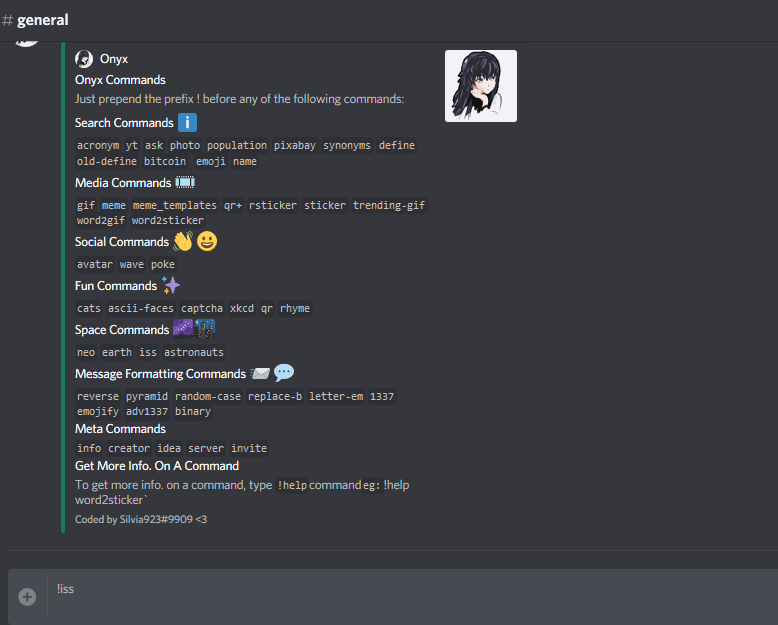 # general
Onyx
Onyx Commands
Just prepend the prefix ! before any of the following commands:
Search Commands
acronym yt ask photo population pixabay synonyms define
old-define bitcoin emoji name
Media Commands
gif meme meme_templates qr+ rsticker sticker trending-gif
word2gif word2sticker
Social Commands
avatar wave poke
Fun Commands
cats ascii-faces captcha xkcd qr rhyme
Space Commands
neo earth iss astronauts
Message Formatting Commands
reverse pyramid random-case replace-b letter-em 1337
emojify adv1337 binary
Meta Commands
info creator idea server invite
Get More Info. On A Command
To get more info. on a command, type !help command eg: !help
word2sticker`
Coded by Silvia923#9909 <3
!iss